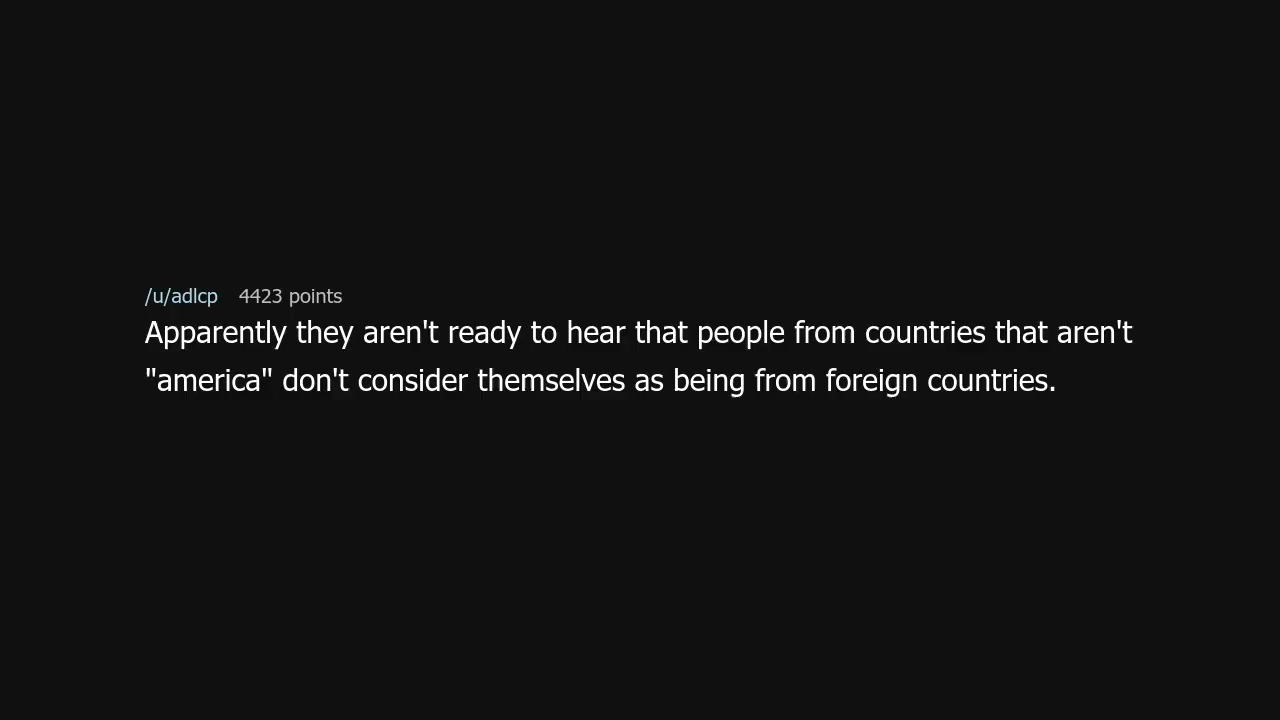 /u/adlcp 4423 points
Apparently they aren't ready to hear that people from countries that aren't
"america" don't consider themselves as being from foreign countries.